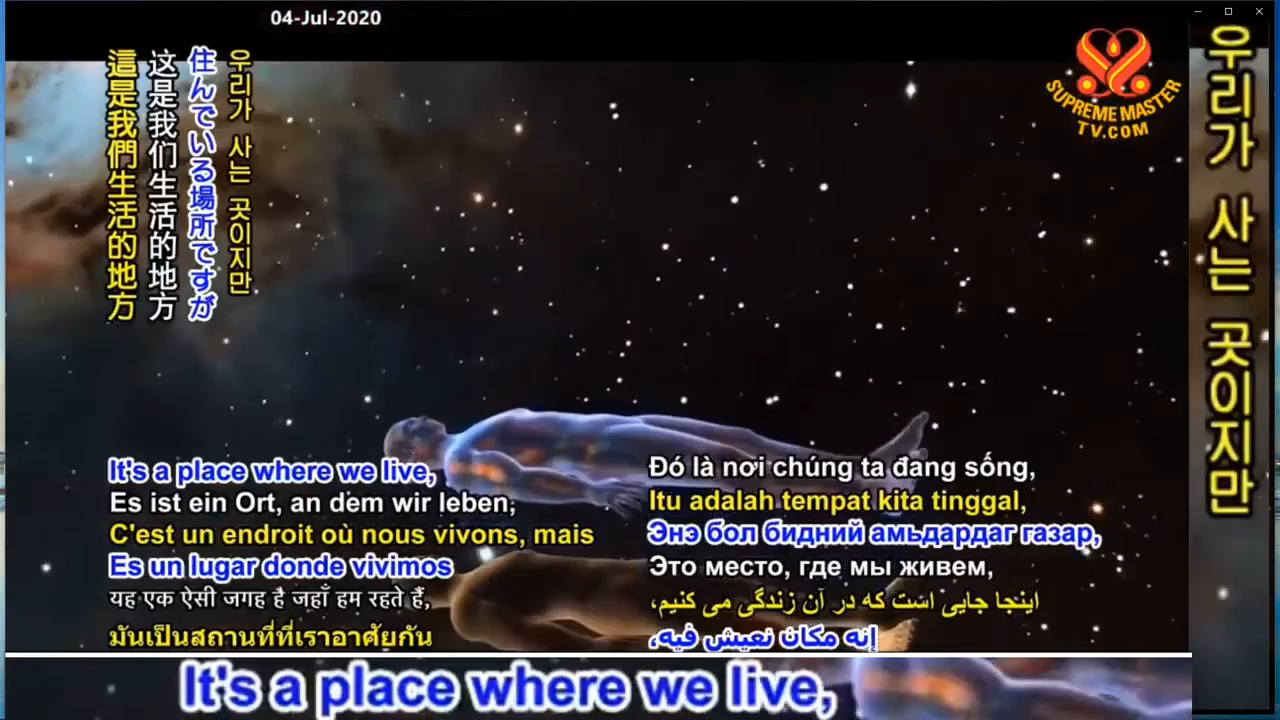 04-Jul-2020
SUPREME MASTER
TV.COM
우리가 사는 곳이지만
住んでいる場所ですが
这是我们生活的地方
這是我們生活的地方
우리가 사는 곳이지만
It's a place where we live,
Es ist ein Ort, an dem wir leben;
C'est un endroit où nous vivons, mais
Es un lugar donde vivimos
यह एक ऐसी जगह है जहाँ हम रहते हैं,
มันเป็นสถานที่ที่เราอาศัยกัน
Đó là nơi chúng ta đang sống,
Itu adalah tempat kita tinggal,
Энэ бол бидний амьдардаг газар,
Это место, где мы живем,
اینجا جایی است که در آن زندگی می کنیم،
إنه مكان نعيش فيه،
It's a place where we live,